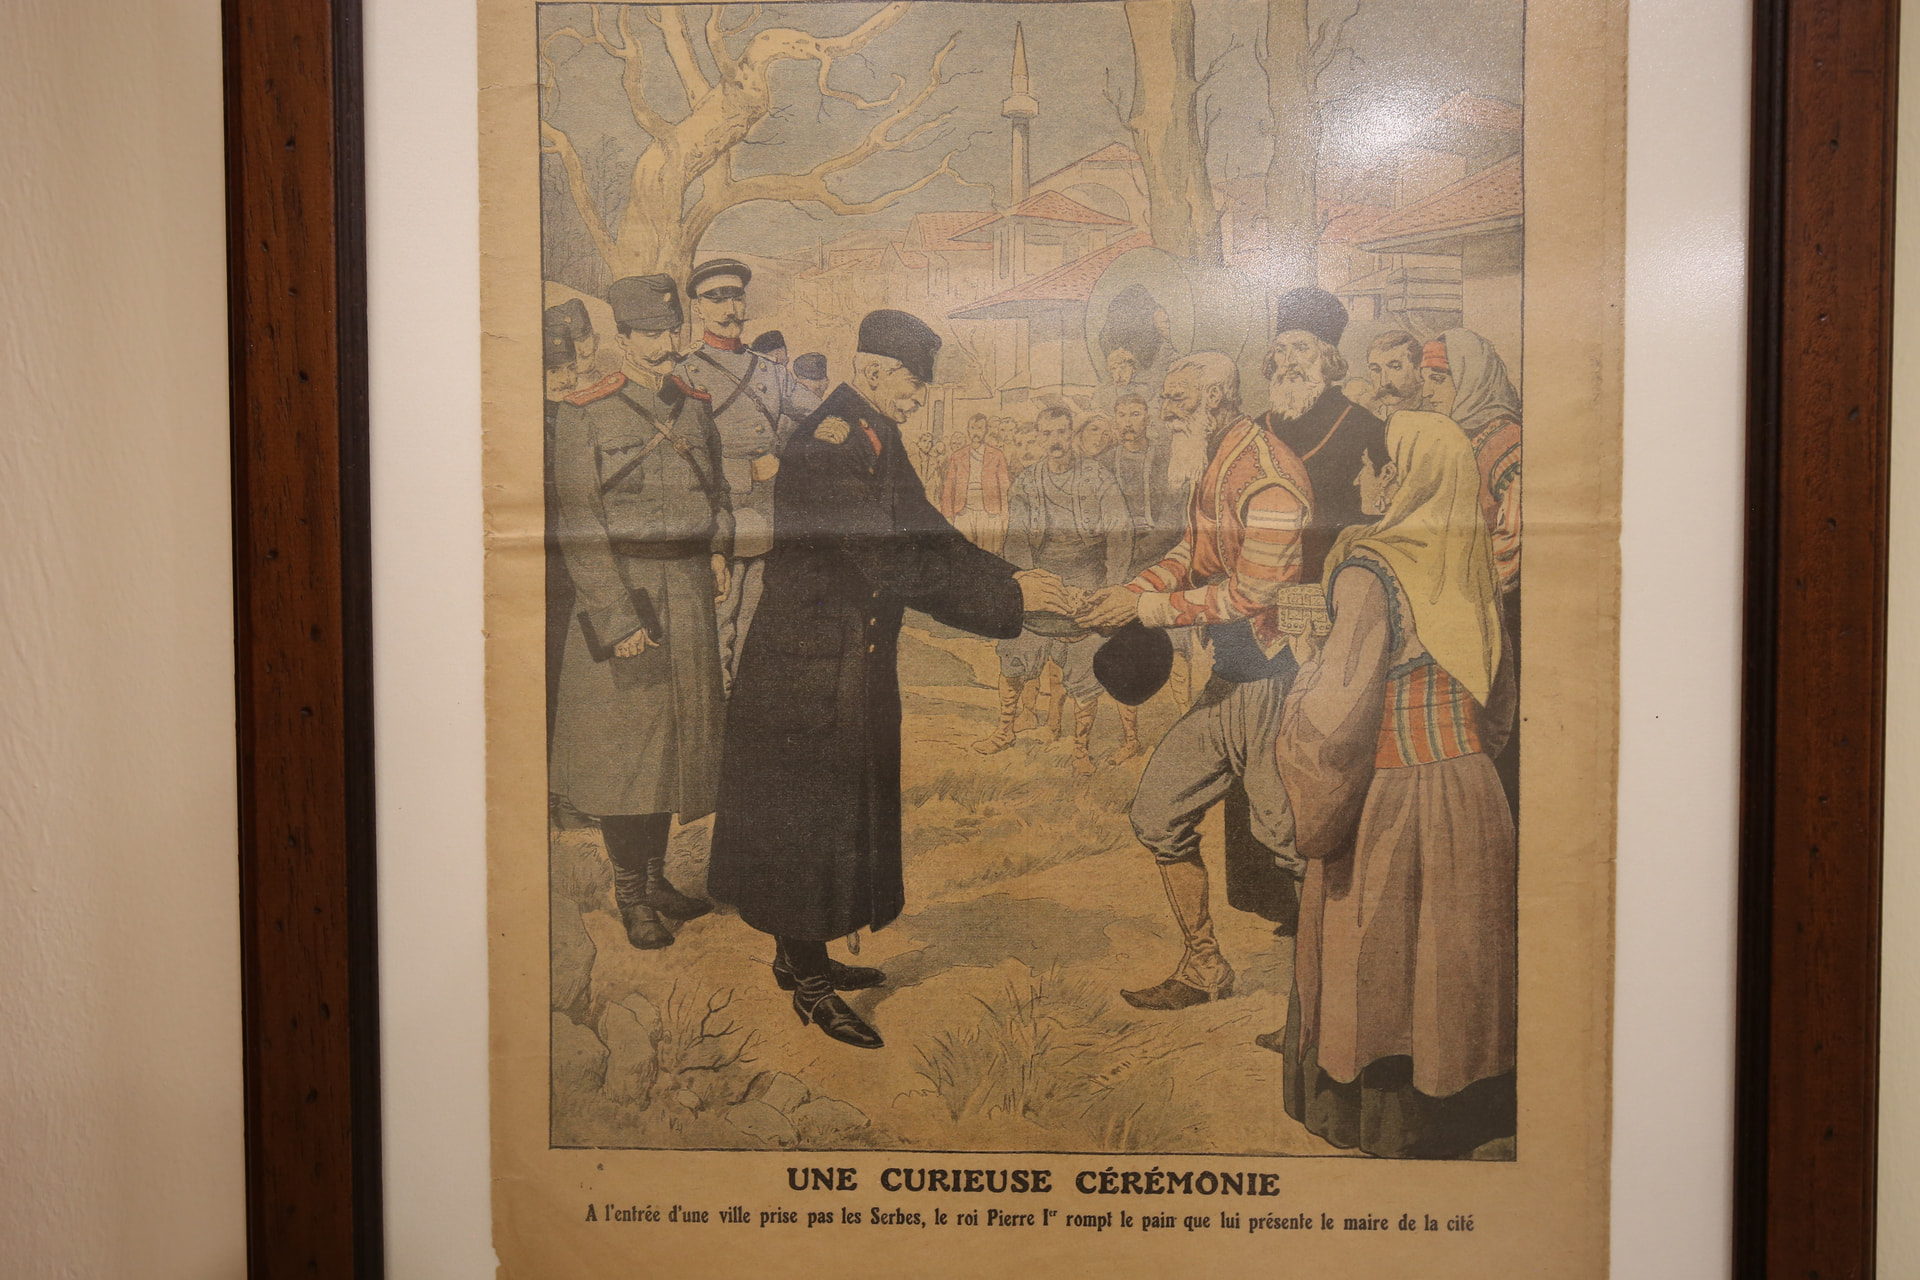 UNE CURIEUSE CÉRÉMONIE
A l'entrée d'une ville prise pas les Serbes, le roi Pierre Ier rompt le pain que lui présente le maire de la cité